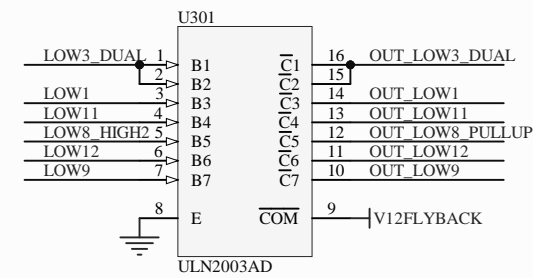 U301
LOW3_DUAL 1 B1 C1 16 OUT_LOW3_DUAL
2 B2 C2 15
LOW1 3 B3 C3 14 OUT_LOW1
LOW11 4 B4 C4 13 OUT_LOW11
LOW8_HIGH2 5 B5 C5 12 OUT_LOW8_PULLUP
LOW12 6 B6 C6 11 OUT_LOW12
LOW9 7 B7 C7 10 OUT_LOW9
8 E COM 9 V12FLYBACK
ULN2003AD